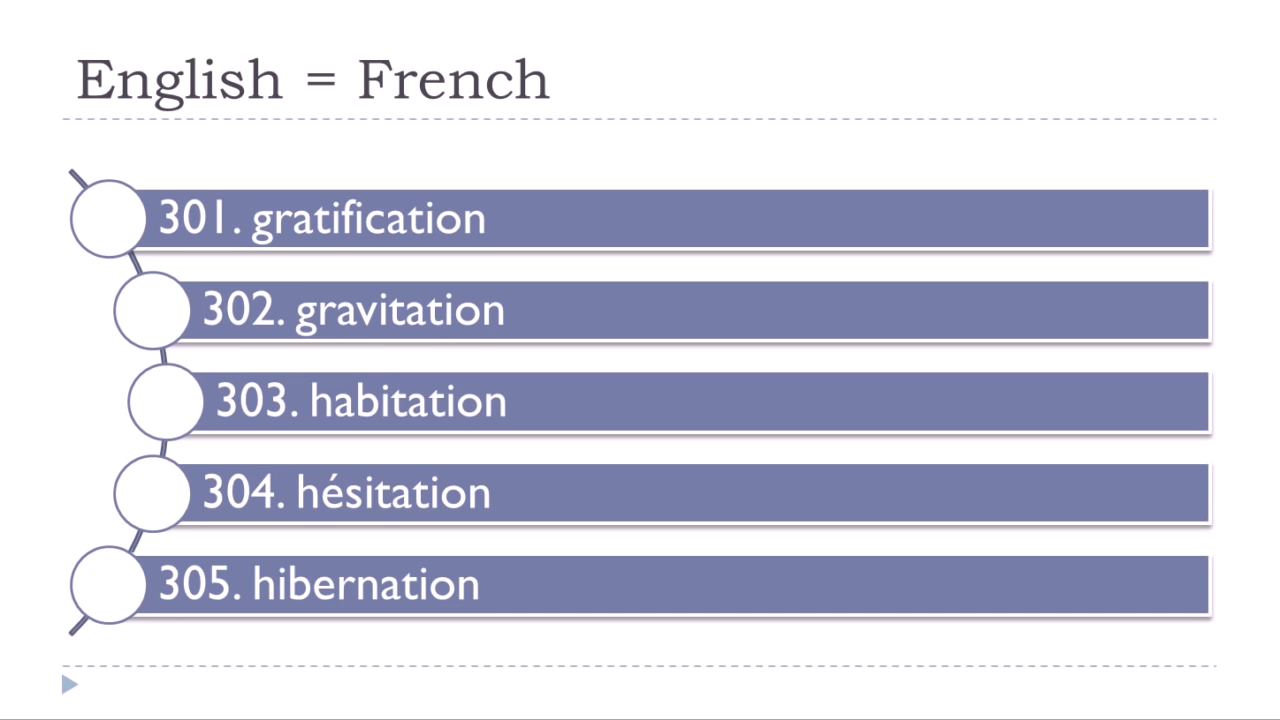 English = French
301. gratification
302. gravitation
303. habitation
304. hésitation
305. hibernation